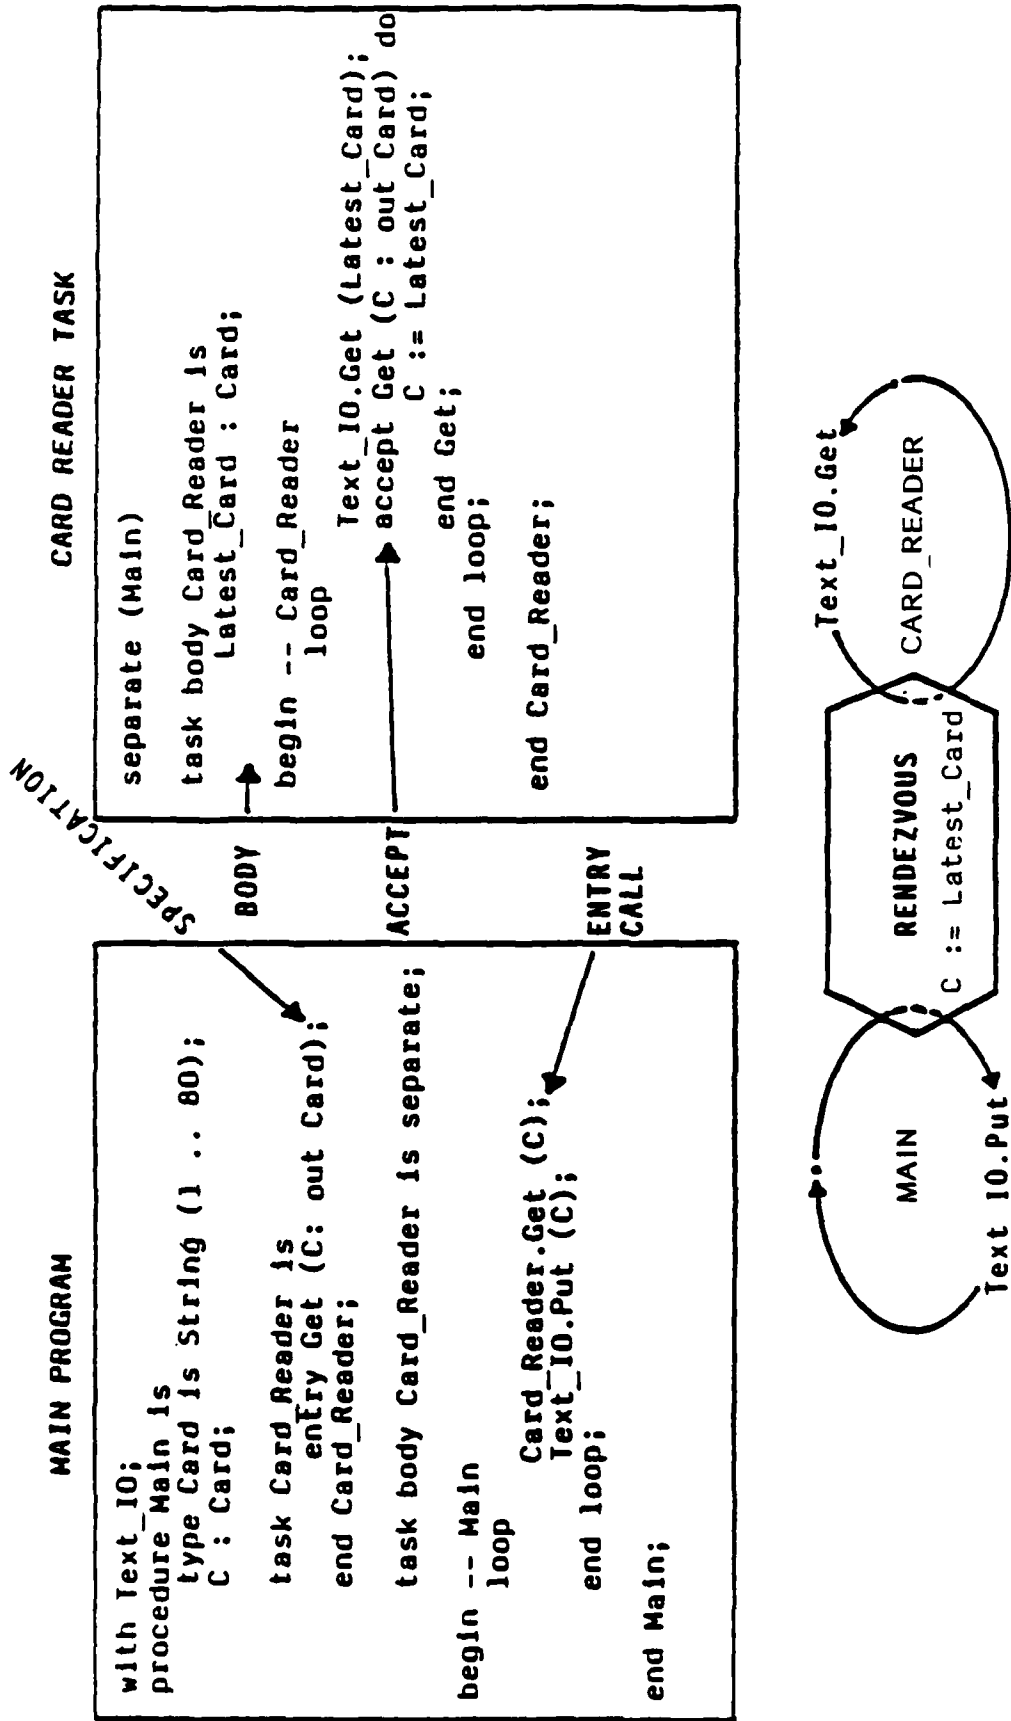 MAIN PROGRAM
with Text_IO;
procedure Main is
type Card is String (1 .. 80);
C : Card;
task Card_Reader is
entry Get (C: out Card);
end Card_Reader;
task body Card_Reader is separate;
begin -- Main
loop
Card_Reader.Get (C);
Text_IO.Put (C);
end loop;
end Main;
SPECIFICATION
BODY
ACCEPT
ENTRY
CALL
CARD READER TASK
separate (Main)
task body Card_Reader is
Latest_Card : Card;
begin -- Card_Reader
loop
Text_IO.Get (Latest_Card);
accept Get (C : out Card) do
C := Latest_Card;
end Get;
end loop;
end Card_Reader;
MAIN
Text IO.Put
RENDEZVOUS
C := Latest_Card
Text_IO.Get
CARD_READER